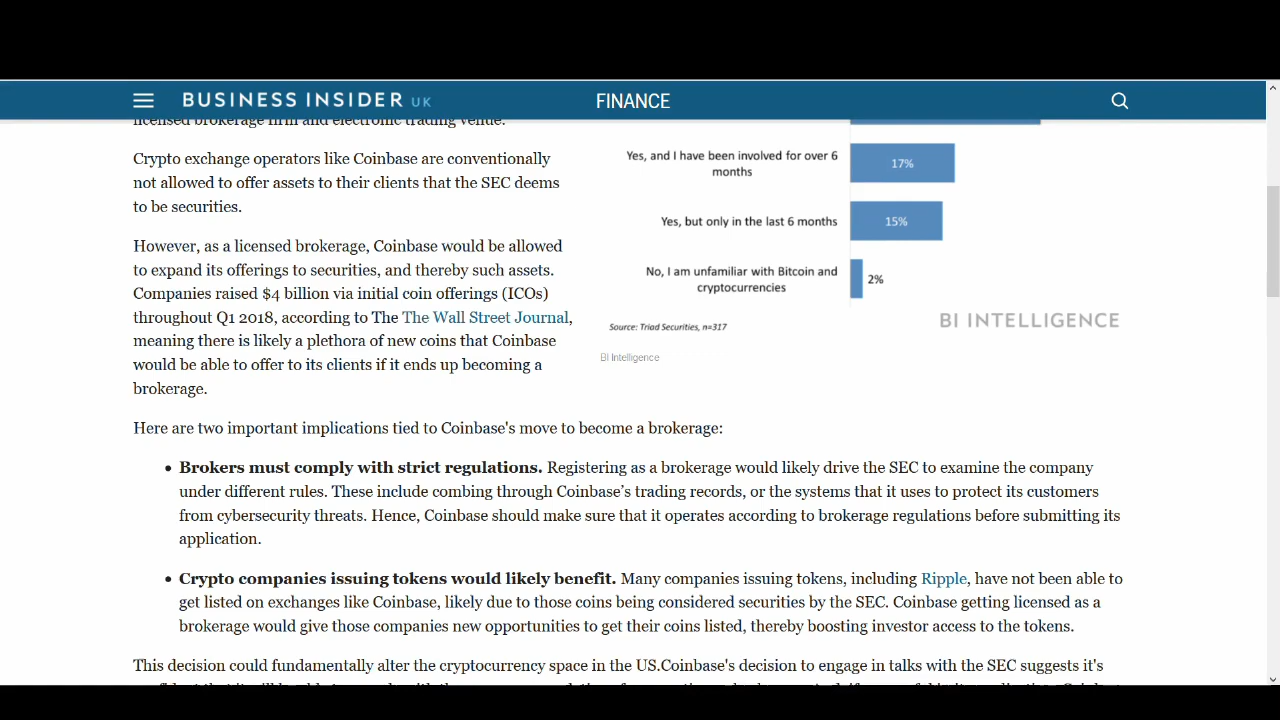 BUSINESS INSIDER UK
FINANCE
licensed brokerage firm and electronic trading venue.
Crypto exchange operators like Coinbase are conventionally
not allowed to offer assets to their clients that the SEC deems
to be securities.
However, as a licensed brokerage, Coinbase would be allowed
to expand its offerings to securities, and thereby such assets.
Companies raised $4 billion via initial coin offerings (ICOs)
throughout Q1 2018, according to The The Wall Street Journal,
meaning there is likely a plethora of new coins that Coinbase
would be able to offer to its clients if it ends up becoming a
brokerage.
Yes, and I have been involved for over 6
months
17%
Yes, but only in the last 6 months
15%
No, I am unfamiliar with Bitcoin and
cryptocurrencies
2%
Source: Triad Securities, n=317
BI INTELLIGENCE
BI Intelligence
Here are two important implications tied to Coinbase's move to become a brokerage:
• Brokers must comply with strict regulations. Registering as a brokerage would likely drive the SEC to examine the company
under different rules. These include combing through Coinbase’s trading records, or the systems that it uses to protect its customers
from cybersecurity threats. Hence, Coinbase should make sure that it operates according to brokerage regulations before submitting its
application.
• Crypto companies issuing tokens would likely benefit. Many companies issuing tokens, including Ripple, have not been able to
get listed on exchanges like Coinbase, likely due to those coins being considered securities by the SEC. Coinbase getting licensed as a
brokerage would give those companies new opportunities to get their coins listed, thereby boosting investor access to the tokens.
This decision could fundamentally alter the cryptocurrency space in the US.Coinbase's decision to engage in talks with the SEC suggests it's